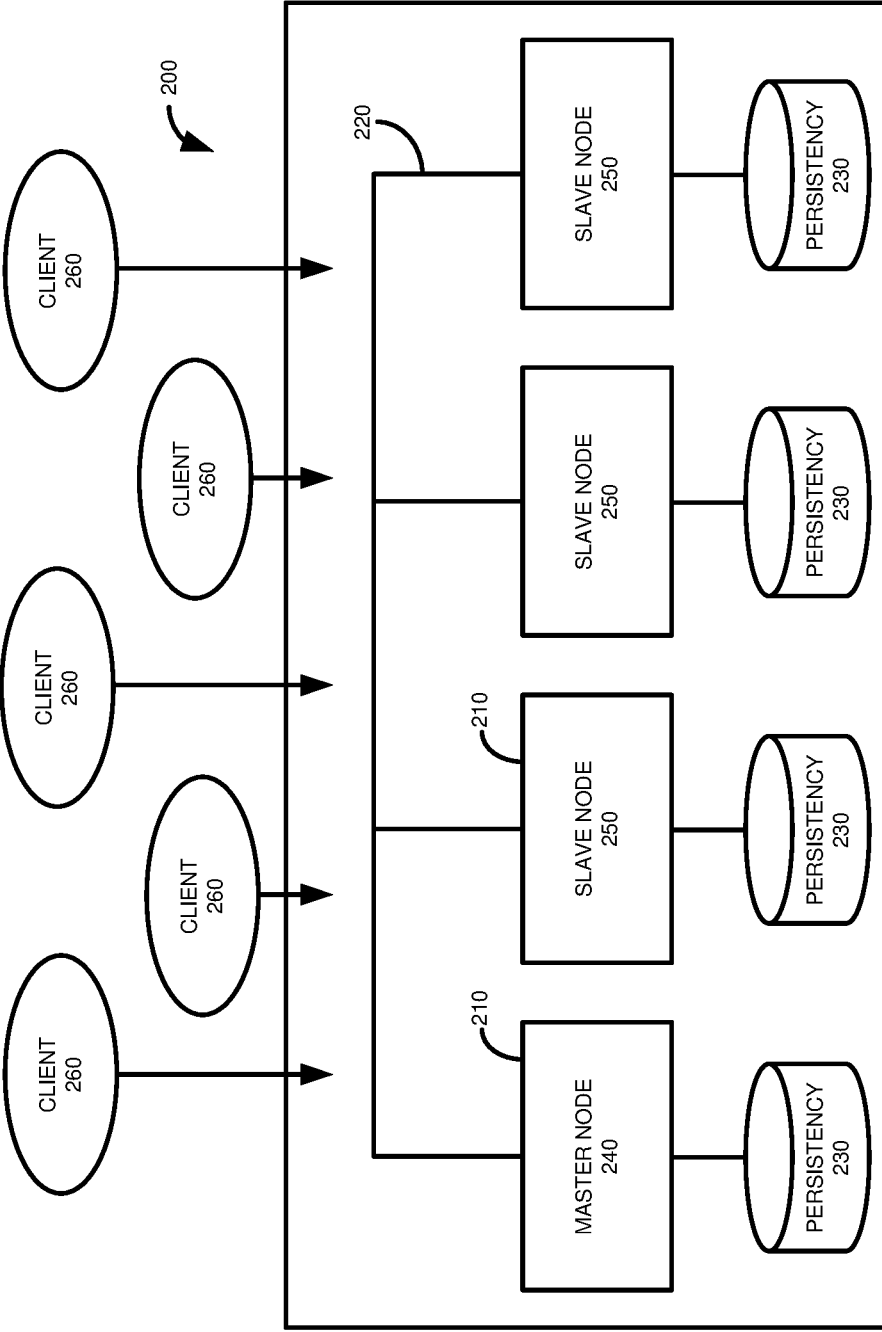 CLIENT
260
CLIENT
260
CLIENT
260
CLIENT
260
CLIENT
260
200
220
210
210
MASTER NODE
240
SLAVE NODE
250
SLAVE NODE
250
SLAVE NODE
250
PERSISTENCY
230
PERSISTENCY
230
PERSISTENCY
230
PERSISTENCY
230